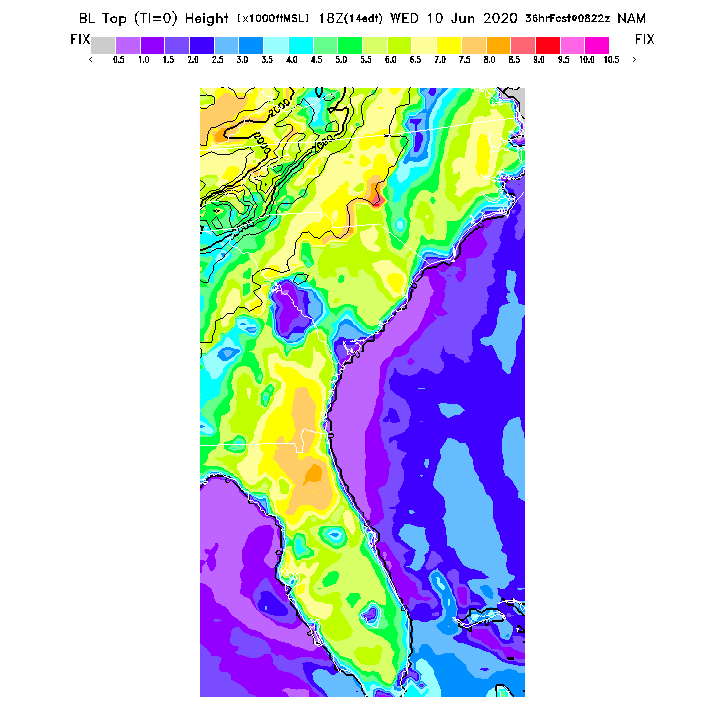 BL Top (TI=0) Height [x1000ftMSL] 18Z(14edt) WED 10 Jun 2020 36hrFcst@0822z NAM
FIX FIX
< 0.5 1.0 1.5 2.0 2.5 3.0 3.5 4.0 4.5 5.0 5.5 6.0 6.5 7.0 7.5 8.0 8.5 9.0 9.5 10.0 10.5 >
2000
2000